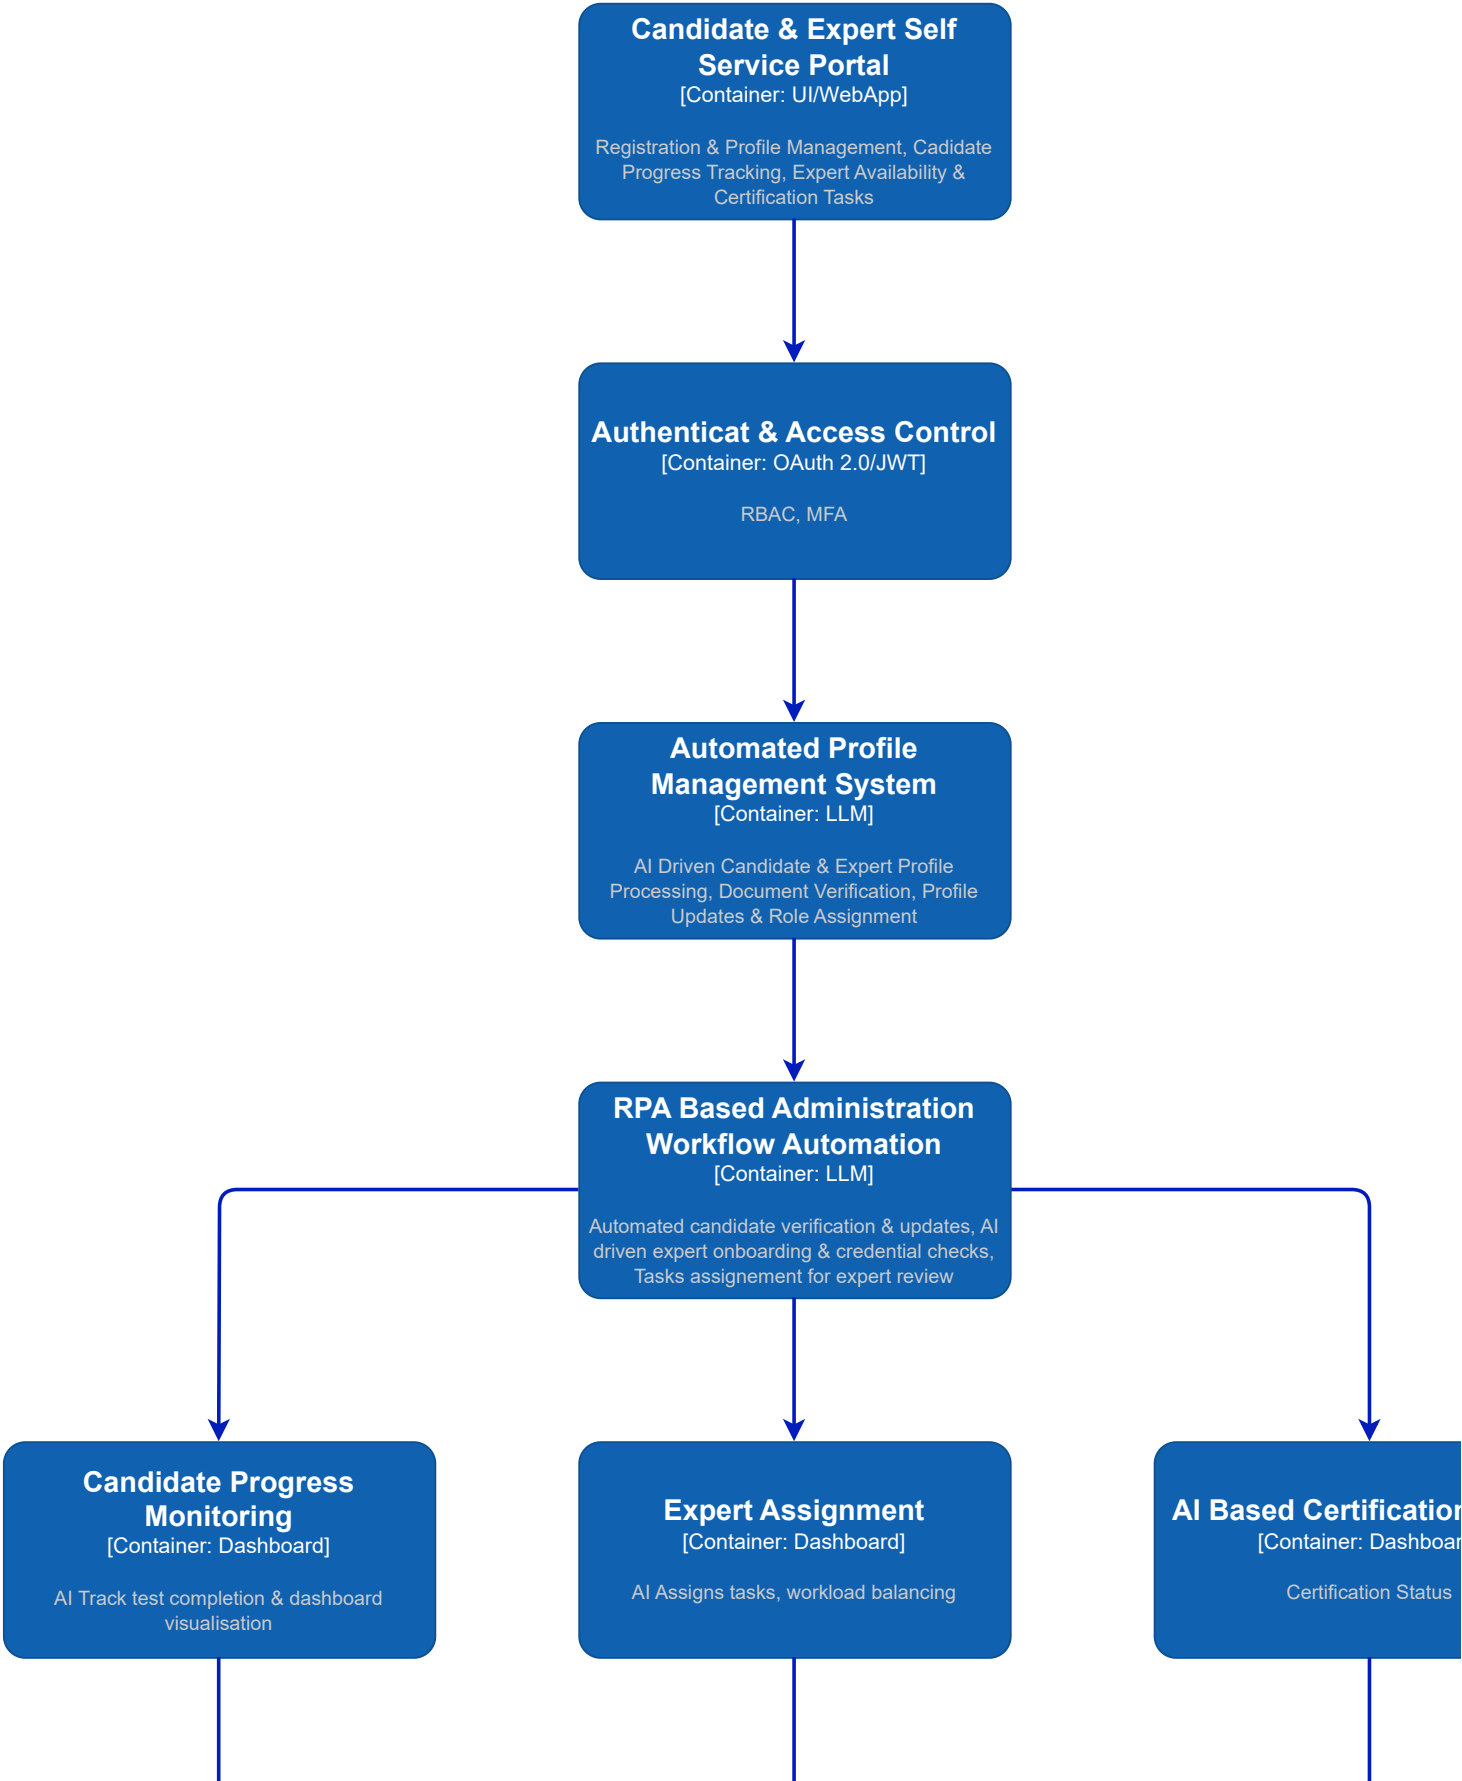 Candidate & Expert Self
Service Portal
[Container: UI/WebApp]
Registration & Profile Management, Cadidate
Progress Tracking, Expert Availability &
Certification Tasks
Authenticat & Access Control
[Container: OAuth 2.0/JWT]
RBAC, MFA
Automated Profile
Management System
[Container: LLM]
AI Driven Candidate & Expert Profile
Processing, Document Verification, Profile
Updates & Role Assignment
RPA Based Administration
Workflow Automation
[Container: LLM]
Automated candidate verification & updates, AI
driven expert onboarding & credential checks,
Tasks assignement for expert review
Candidate Progress
Monitoring
[Container: Dashboard]
AI Track test completion & dashboard
visualisation
Expert Assignment
[Container: Dashboard]
AI Assigns tasks, workload balancing
AI Based
[Container:
Certification Status